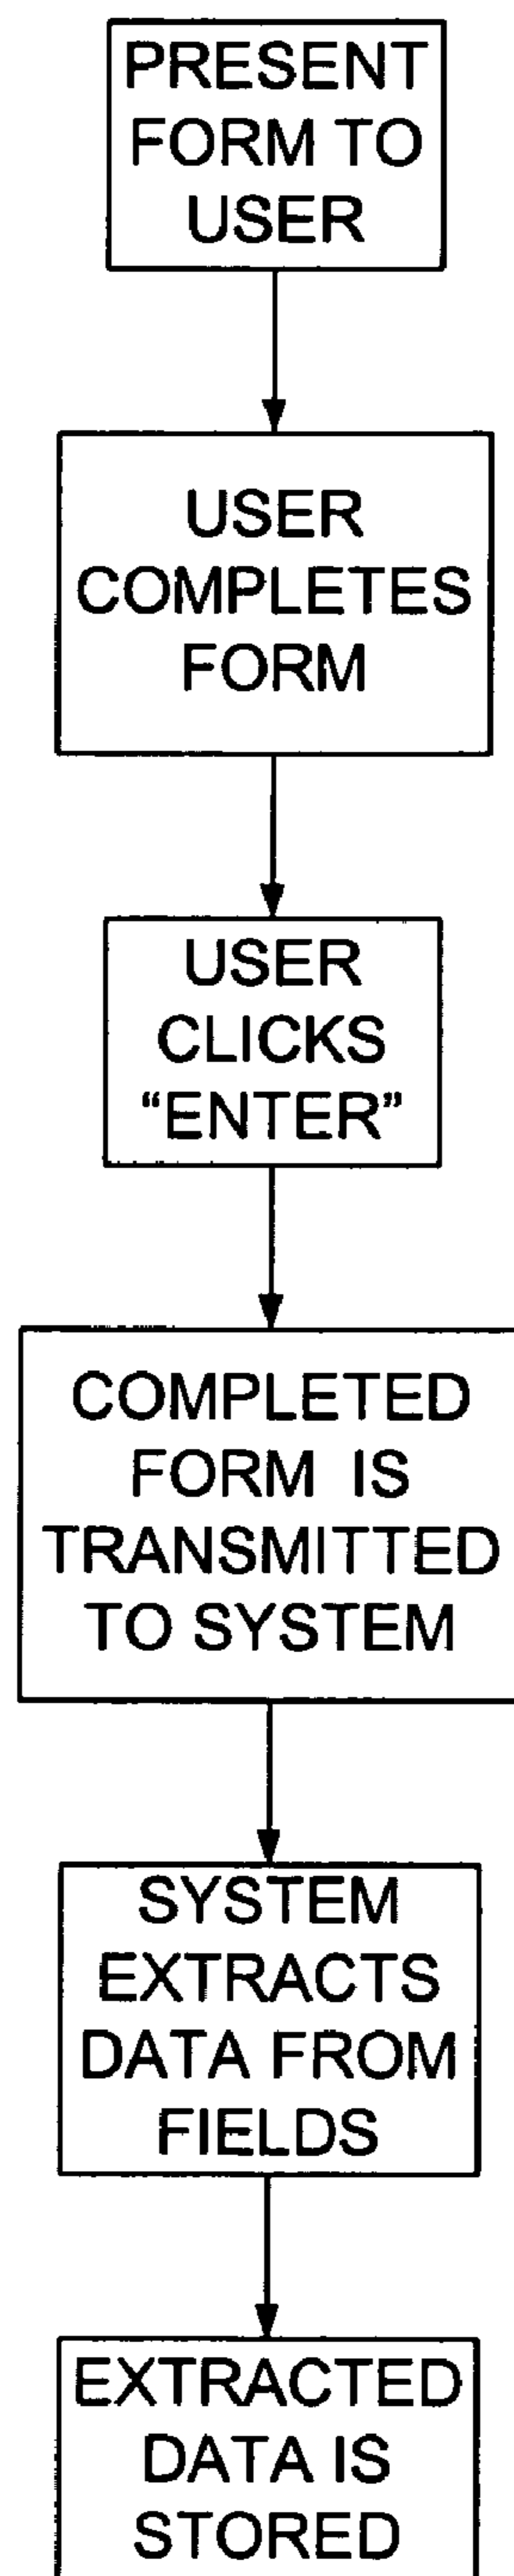 PRESENT
FORM TO
USER
USER
COMPLETES
FORM
USER
CLICKS
“ENTER”
COMPLETED
FORM IS
TRANSMITTED
TO SYSTEM
SYSTEM
EXTRACTS
DATA FROM
FIELDS
EXTRACTED
DATA IS
STORED